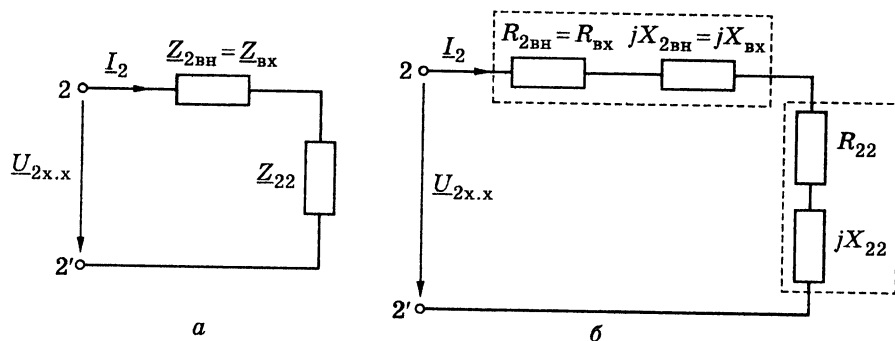 2
I₂
Z₂вн = Zвх
U₂х.х
Z₂₂
2′
а
2
I₂
R₂вн = Rвх
jX₂вн = jXвх
U₂х.х
R₂₂
jX₂₂
2′
б